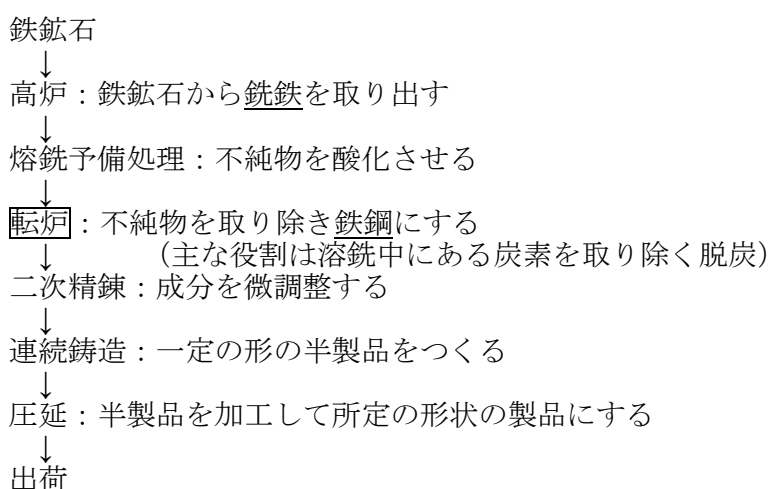 鉄鉱石
↓
高炉：鉄鉱石から銑鉄を取り出す
↓
熔銑予備処理：不純物を酸化させる
↓
転炉：不純物を取り除き鉄鋼にする
↓　　　（主な役割は溶銑中にある炭素を取り除く脱炭）
二次精錬：成分を微調整する
↓
連続鋳造：一定の形の半製品をつくる
↓
圧延：半製品を加工して所定の形状の製品にする
↓
出荷